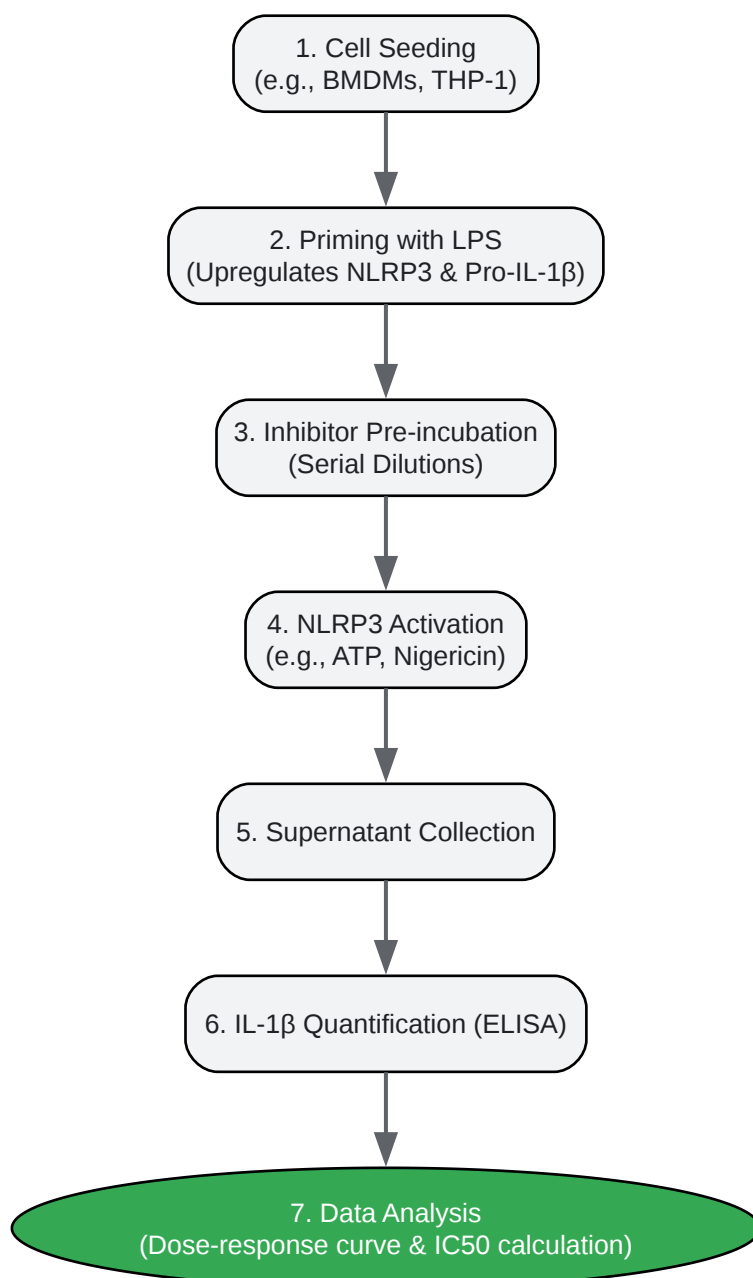 1. Cell Seeding
(e.g., BMDMs, THP-1)
2. Priming with LPS
(Upregulates NLRP3 & Pro-IL-1β)
3. Inhibitor Pre-incubation
(Serial Dilutions)
4. NLRP3 Activation
(e.g., ATP, Nigericin)
5. Supernatant Collection
6. IL-1β Quantification (ELISA)
7. Data Analysis
(Dose-response curve & IC50 calculation)